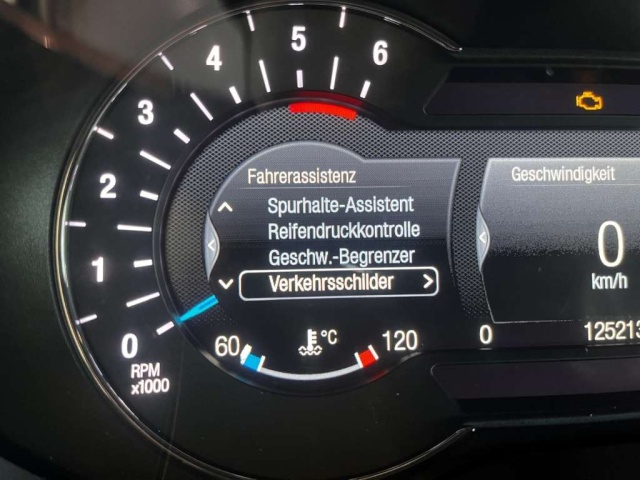 5
6
4
3
Fahrerassistenz
Geschwindigkeit
Spurhalte-Assistent
2
Reifendruckkontrolle
0
Geschw.-Begrenzer
1
Verkehrsschilder >
km/h
0
60
°C
120
0
125213
RPM
x1000